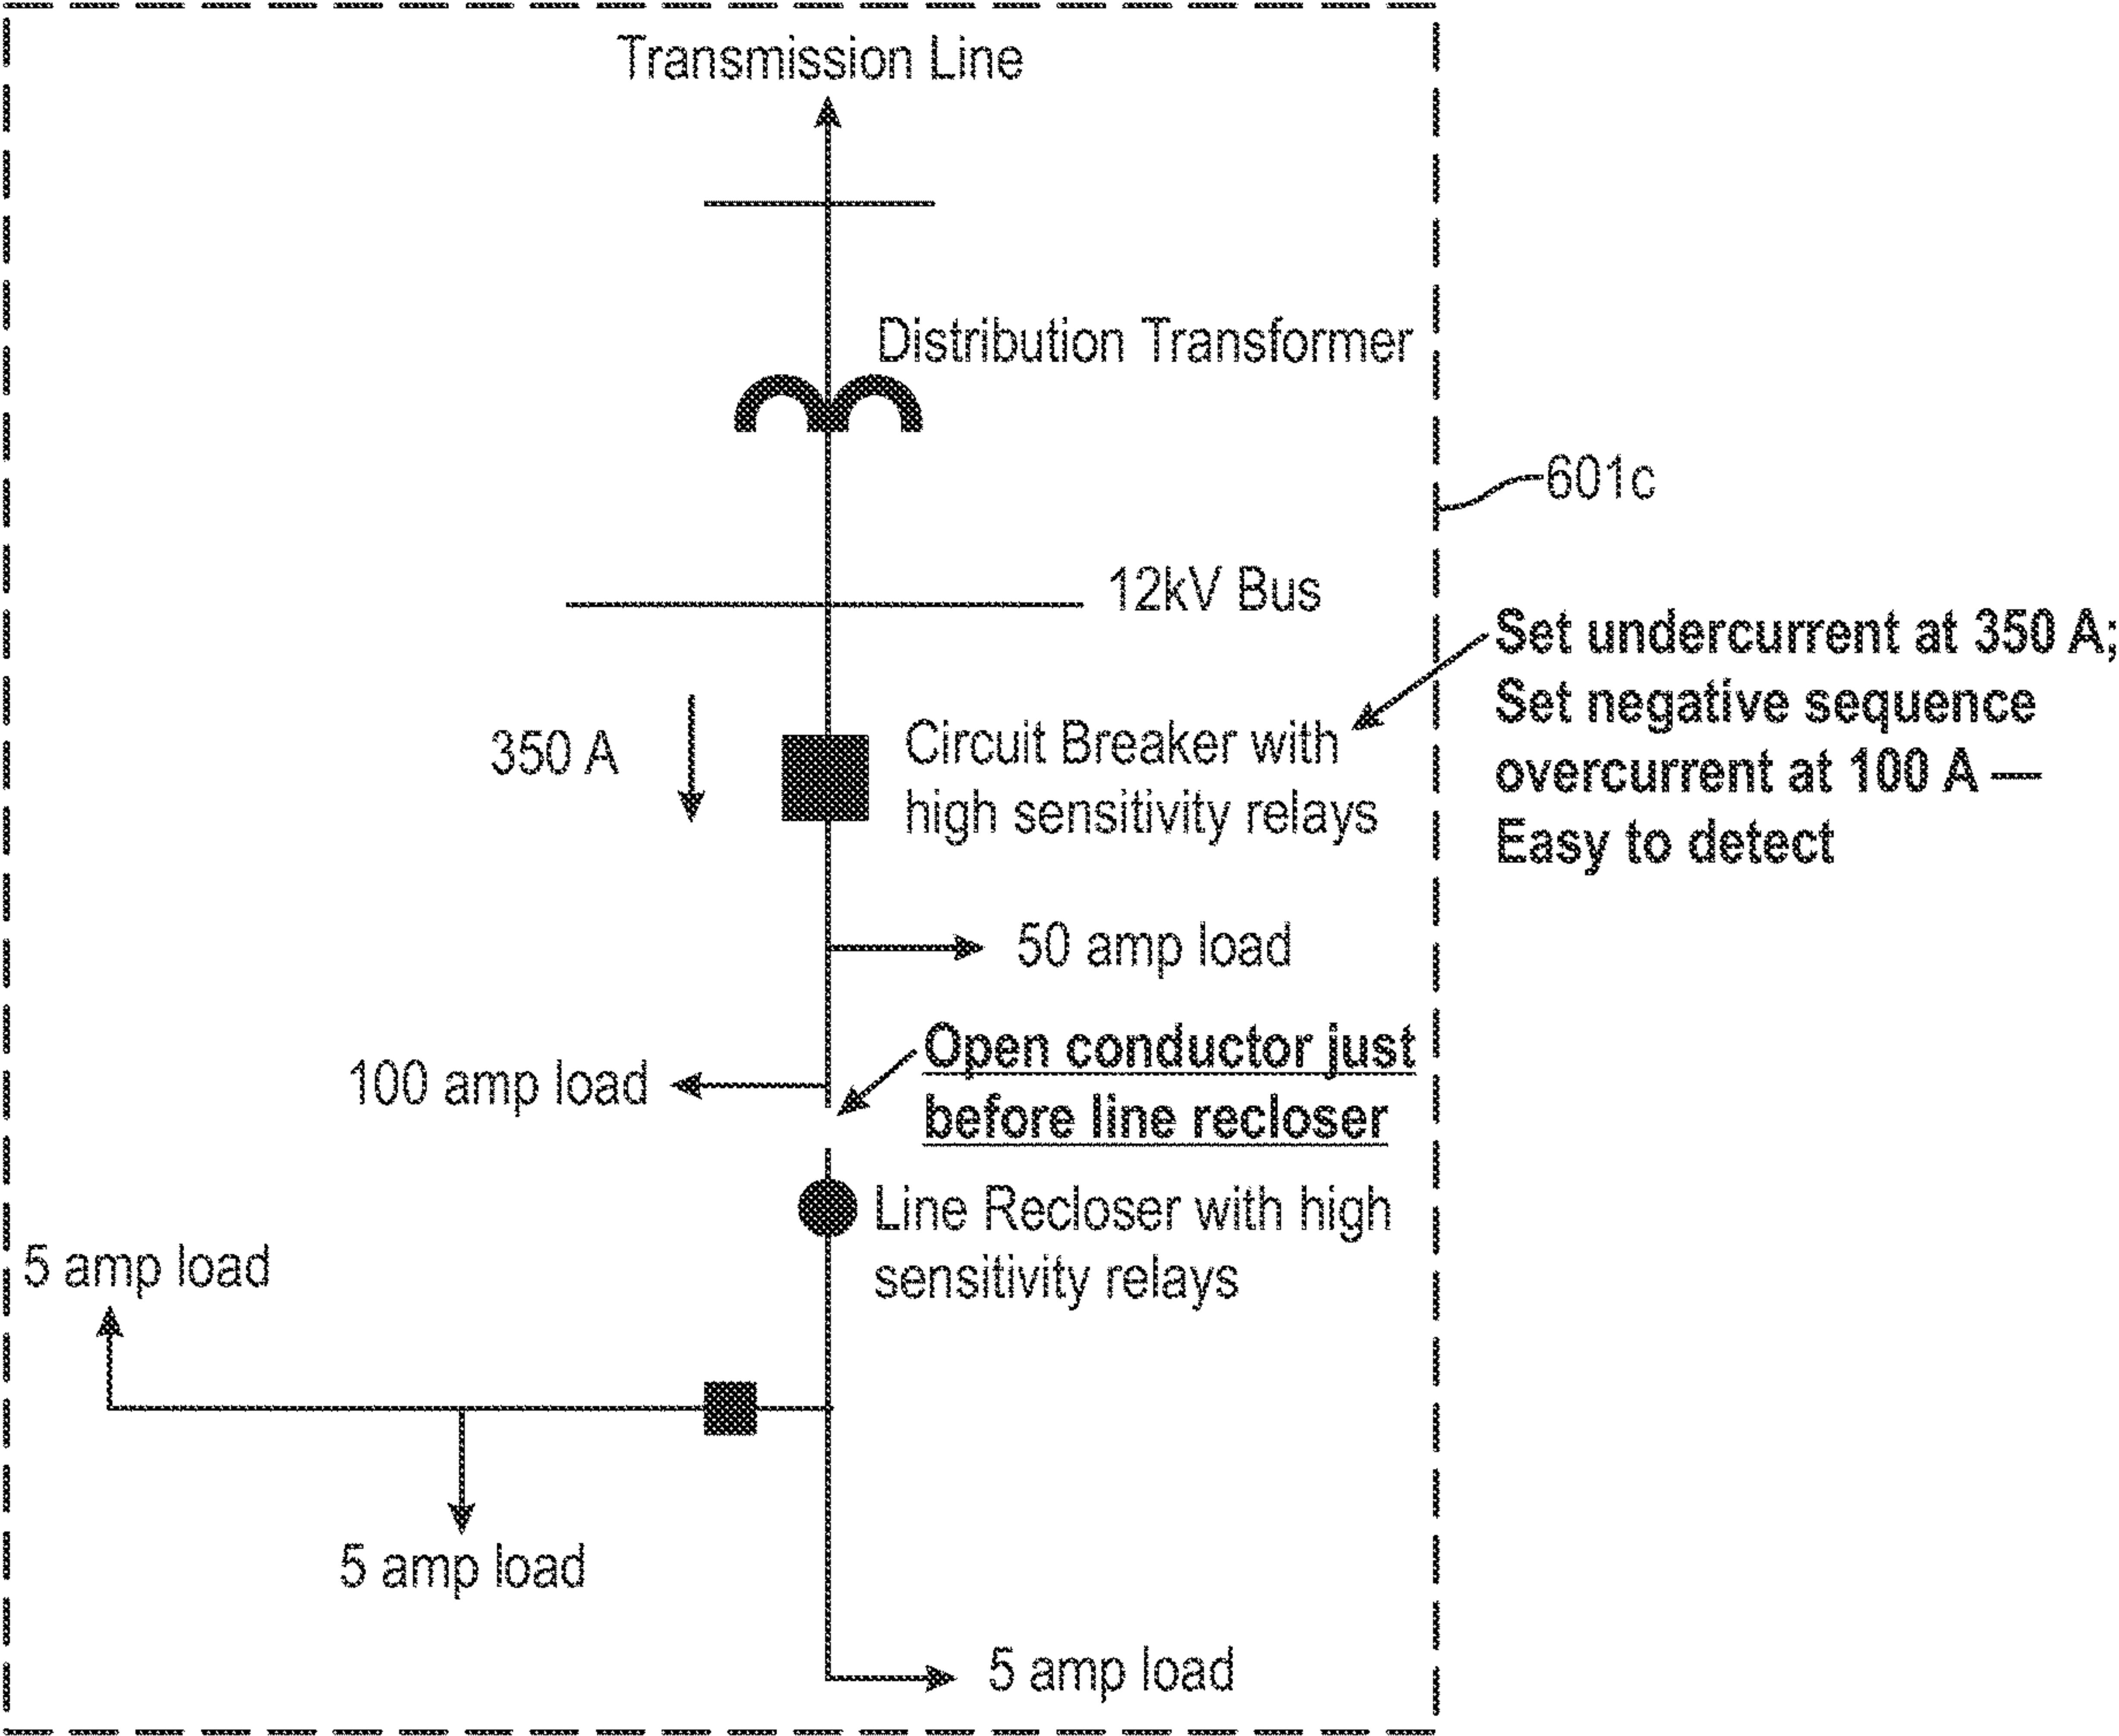 Transmission Line
Distribution Transformer
601c
12kV Bus
Set undercurrent at 350 A;
Set negative sequence
overcurrent at 100 A —
Easy to detect
350 A
Circuit Breaker with
high sensitivity relays
50 amp load
Open conductor just
before line recloser
100 amp load
Line Recloser with high
sensitivity relays
5 amp load
5 amp load
5 amp load